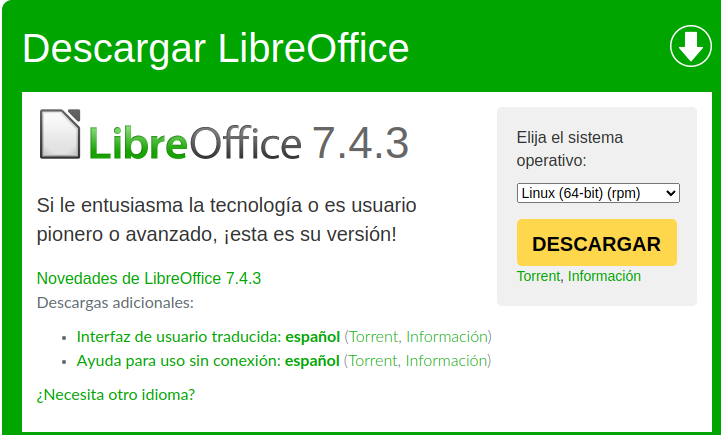 Descargar LibreOffice
LibreOffice 7.4.3
Si le entusiasma la tecnología o es usuario
pionero o avanzado, ¡esta es su versión!
Novedades de LibreOffice 7.4.3
Descargas adicionales:
Interfaz de usuario traducida: español (Torrent, Información)
Ayuda para uso sin conexión: español (Torrent, Información)
¿Necesita otro idioma?
Elija el sistema
operativo:
Linux (64-bit) (rpm)
DESCARGAR
Torrent, Información